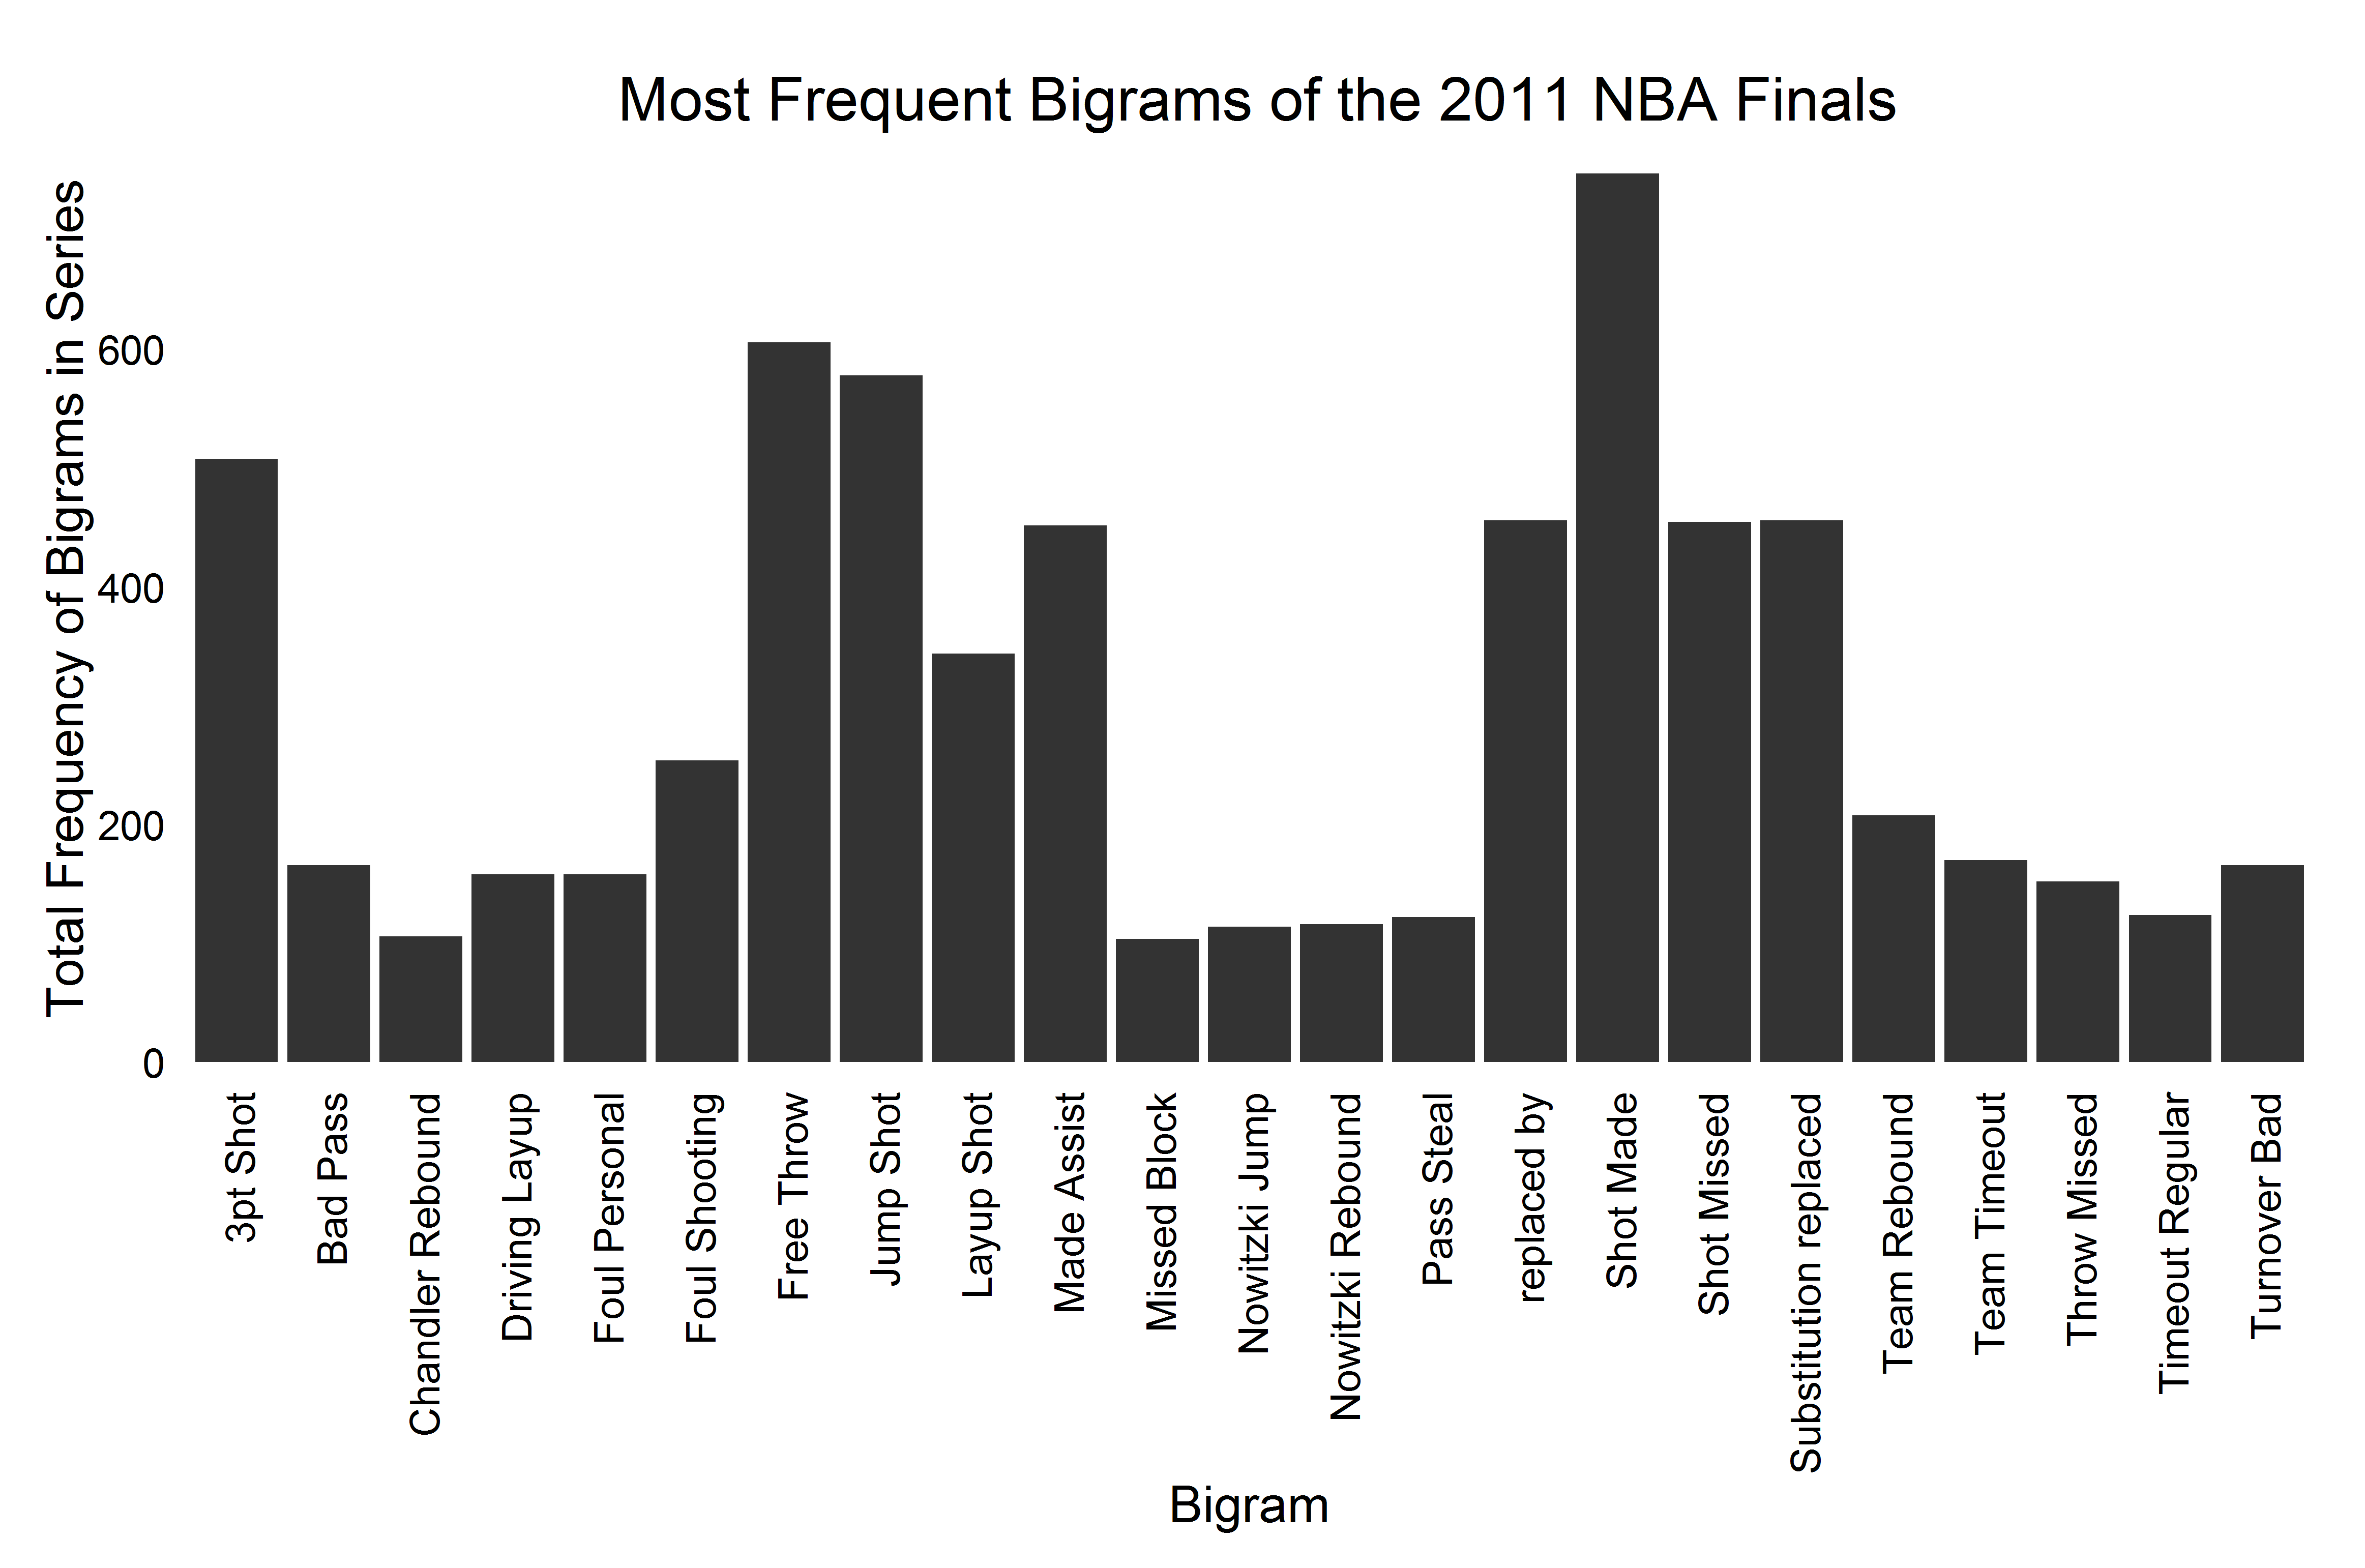 Most Frequent Bigrams of the 2011 NBA Finals
Total Frequency of Bigrams in Series
600
400
200
0
3pt Shot
Bad Pass
Chandler Rebound
Driving Layup
Foul Personal
Foul Shooting
Free Throw
Jump Shot
Layup Shot
Made Assist
Missed Block
Nowitzki Jump
Nowitzki Rebound
Pass Steal
replaced by
Shot Made
Shot Missed
Substitution replaced
Team Rebound
Team Timeout
Throw Missed
Timeout Regular
Turnover Bad
Bigram